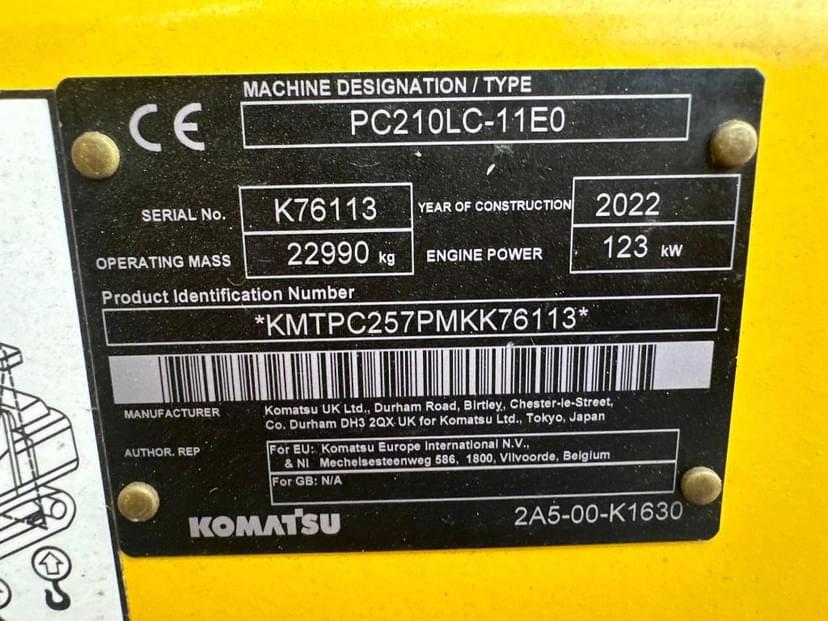 MACHINE DESIGNATION / TYPE
CE PC210LC-11E0
SERIAL No. K76113 YEAR OF CONSTRUCTION 2022
OPERATING MASS 22990 kg ENGINE POWER 123 kW
Product Identification Number
*KMTPC257PMKK76113*
MANUFACTURER Komatsu UK Ltd., Durham Road, Birtley, Chester-le-Street,
Co. Durham DH3 2QX UK for Komatsu Ltd., Tokyo, Japan
AUTHOR. REP For EU: Komatsu Europe International N.V.,
& NI Mechelsesteenweg 586, 1800, Vilvoorde, Belgium
For GB: N/A
KOMATSU 2A5-00-K1630